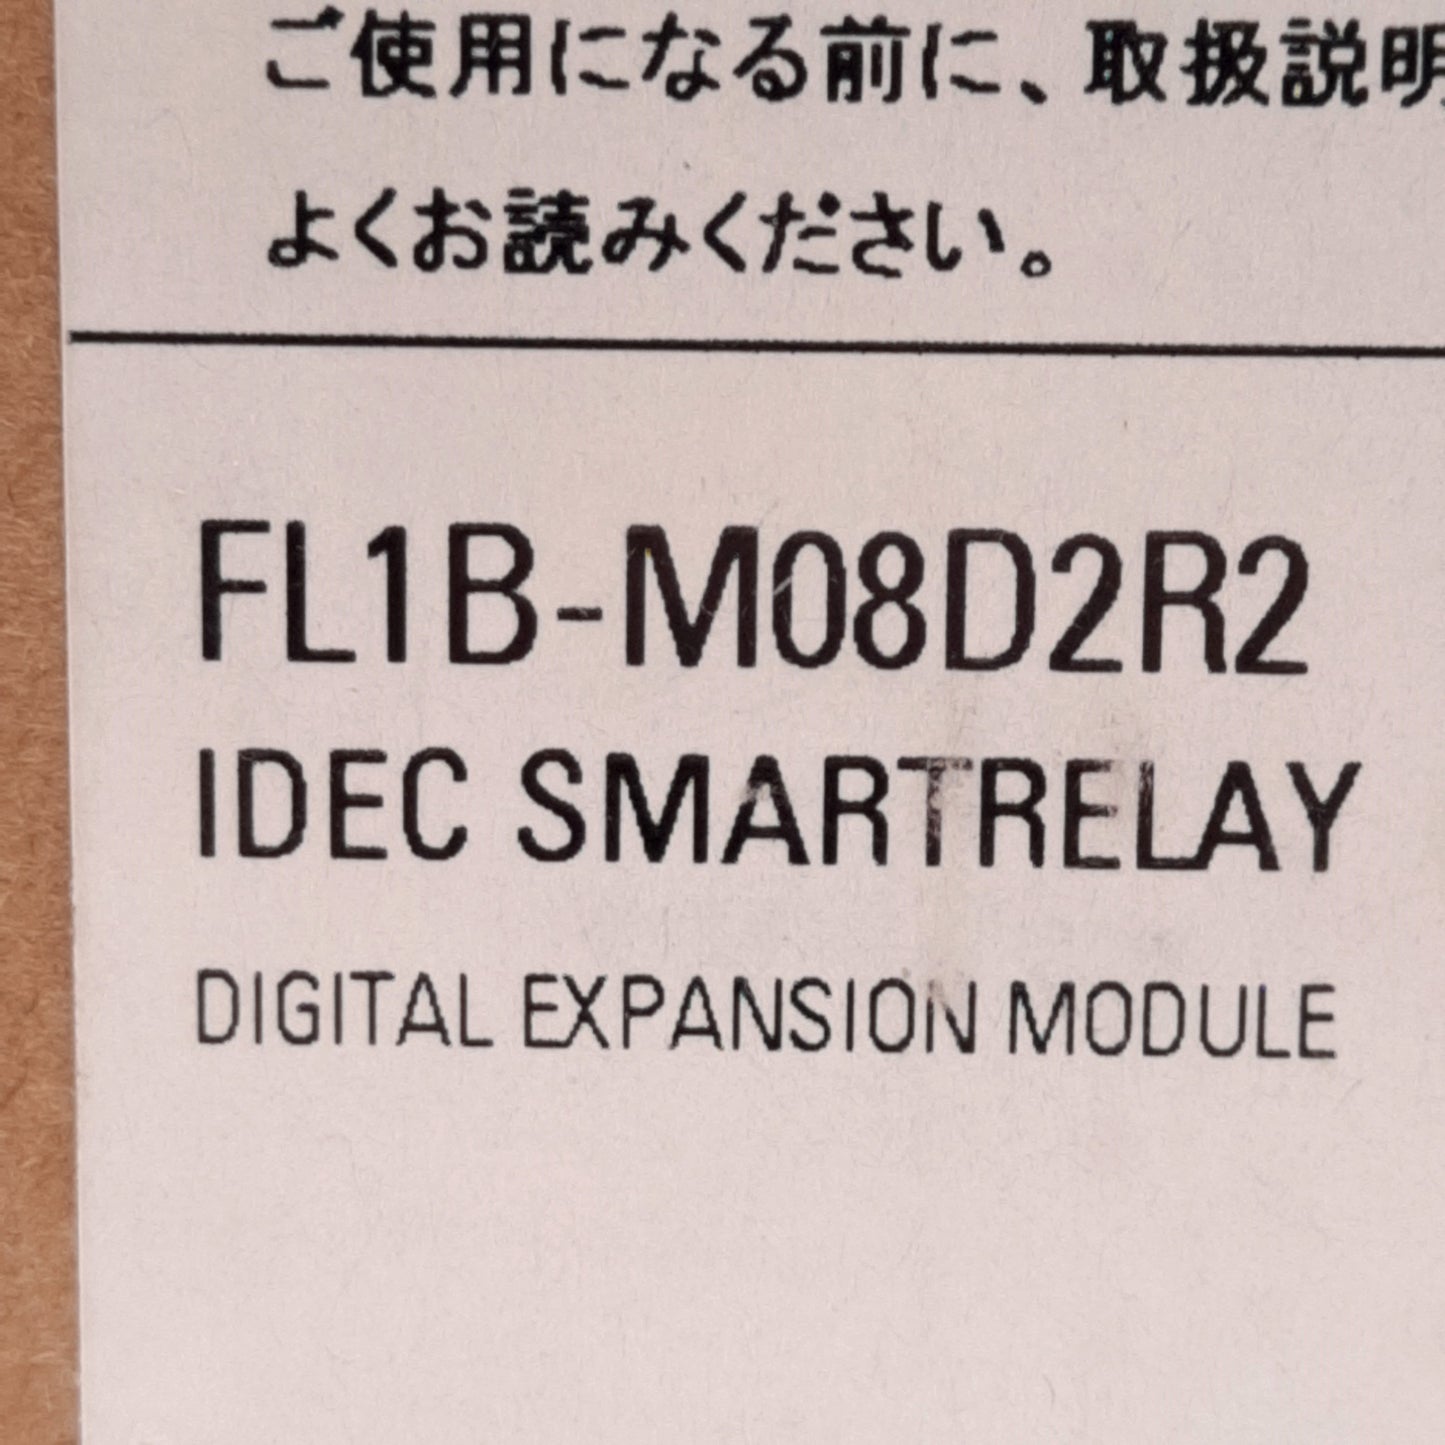 ご使用になる前に、取扱説明
よくお読みください。
FL1B-M08D2R2
IDEC SMARTRELAY
DIGITAL EXPANSION MODULE